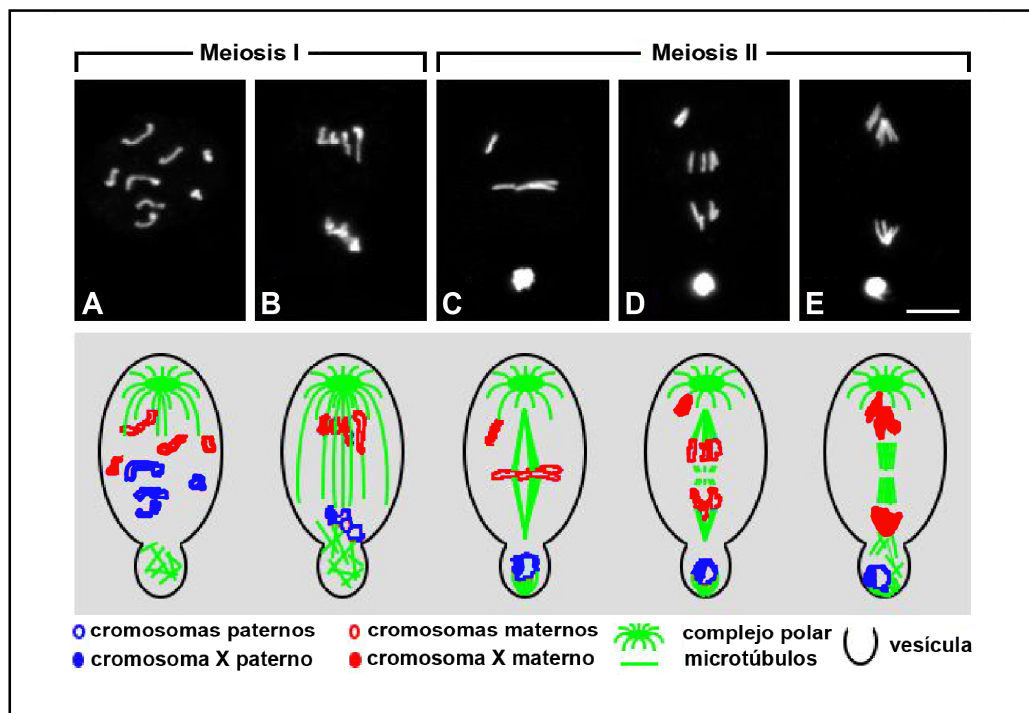 Meiosis I
Meiosis II
A
B
C
D
E
cromosomas paternos
cromosomas maternos
complejo polar
vesícula
cromosoma X paterno
cromosoma X materno
microtúbulos